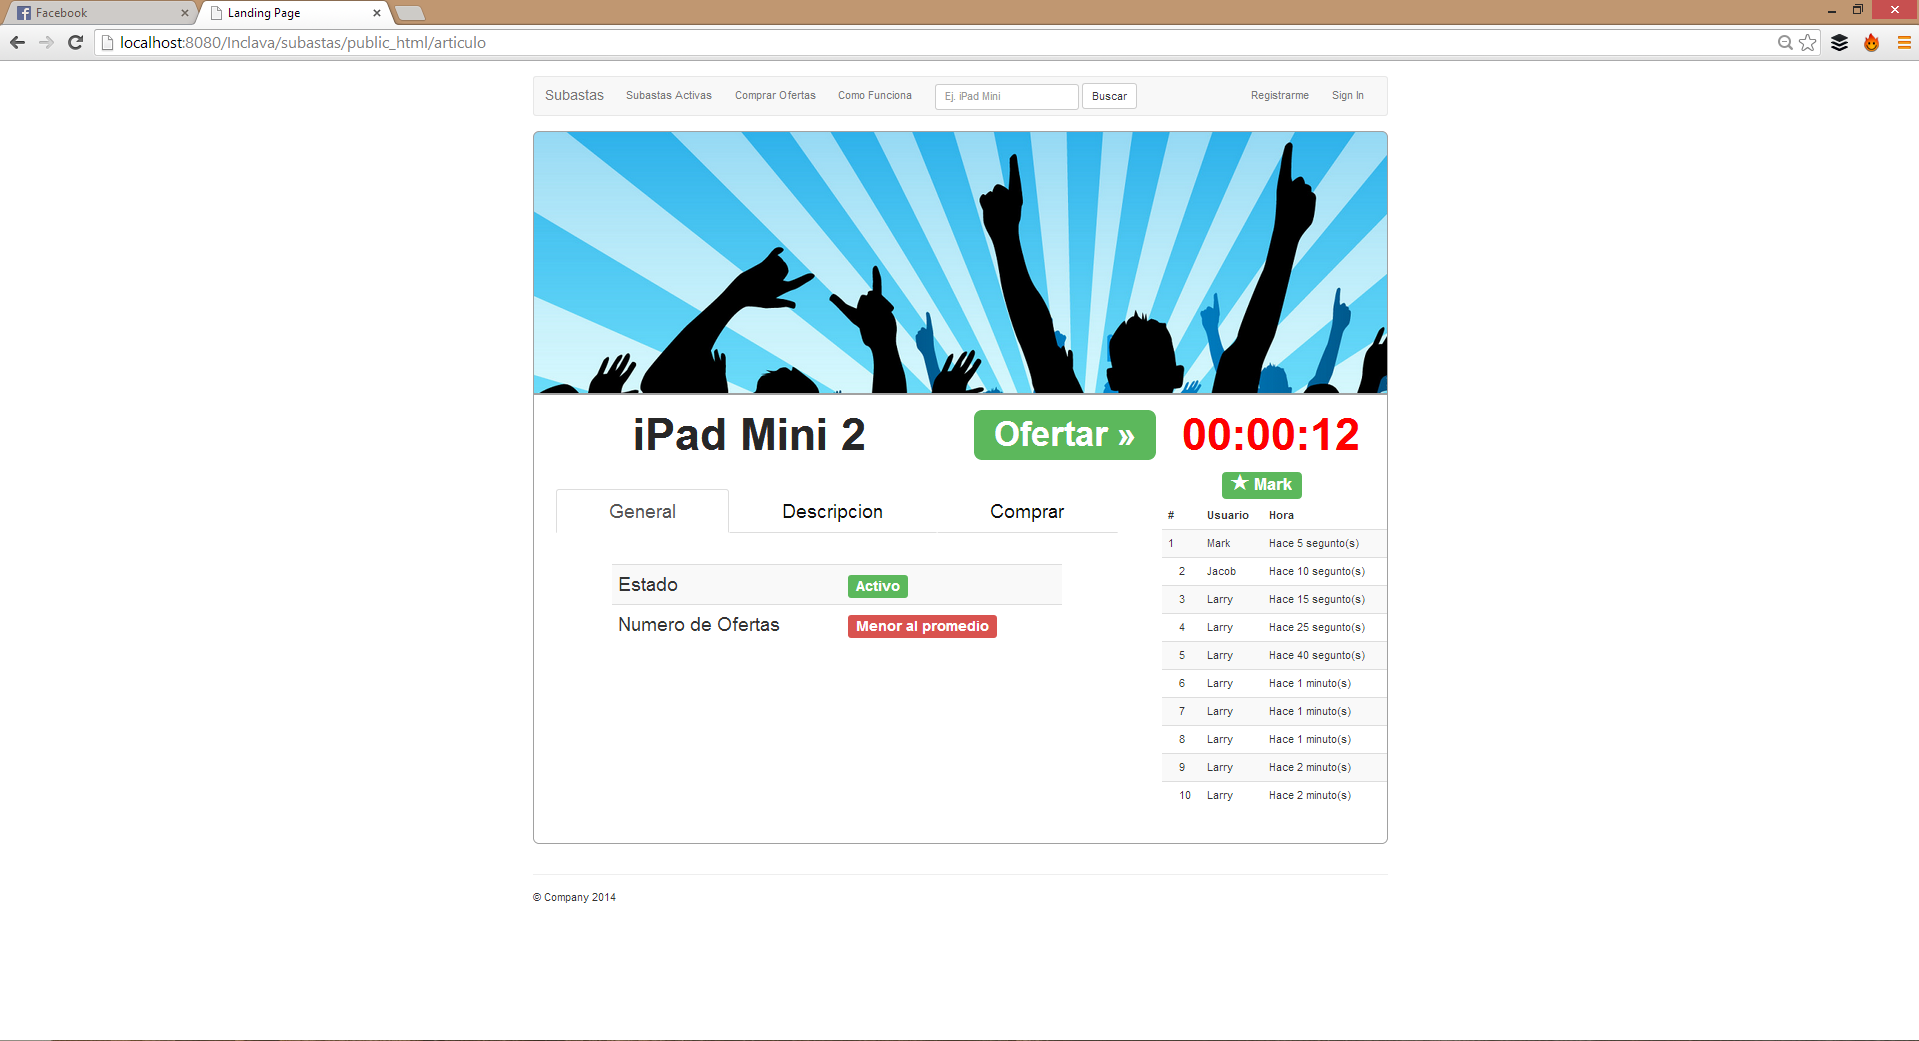 Facebook
Landing Page
localhost:8080/Inclava/subastas/public_html/articulo
Subastas Subastas Activas Comprar Ofertas Como Funciona Ej. iPad Mini Buscar Registrarme Sign In
iPad Mini 2 Ofertar » 00:00:12
★ Mark
General Descripcion Comprar
# Usuario Hora
1 Mark Hace 5 segunto(s)
2 Jacob Hace 10 segunto(s)
3 Larry Hace 15 segunto(s)
4 Larry Hace 25 segunto(s)
5 Larry Hace 40 segunto(s)
6 Larry Hace 1 minuto(s)
7 Larry Hace 1 minuto(s)
8 Larry Hace 1 minuto(s)
9 Larry Hace 2 minuto(s)
10 Larry Hace 2 minuto(s)
Estado Activo
Numero de Ofertas Menor al promedio
© Company 2014